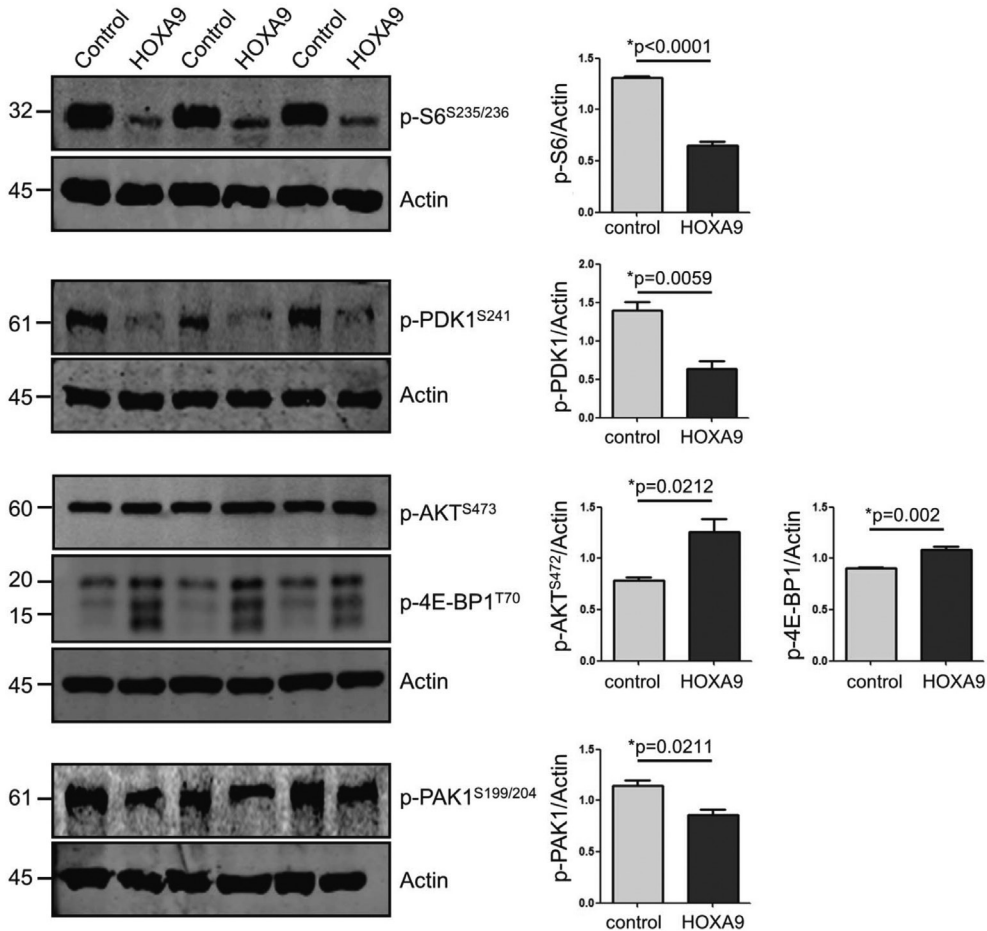 Control HOXA9 Control HOXA9 Control HOXA9
32 p-S6S235/236
45 Actin
*p<0.0001
1.5
1.0
0.5
0.0
p-S6/Actin
control HOXA9
61 p-PDK1S241
45 Actin
*p=0.0059
2.0
1.5
1.0
0.5
0.0
p-PDK1/Actin
control HOXA9
60 p-AKTS473
20
15
p-4E-BP1T70
45 Actin
*p=0.0212
1.5
1.0
0.5
0.0
p-AKTS472/Actin
control HOXA9
*p=0.002
1.5
1.0
0.5
0.0
p-4E-BP1/Actin
control HOXA9
61 p-PAK1S199/204
45 Actin
*p=0.0211
1.5
1.0
0.5
0.0
p-PAK1/Actin
control HOXA9